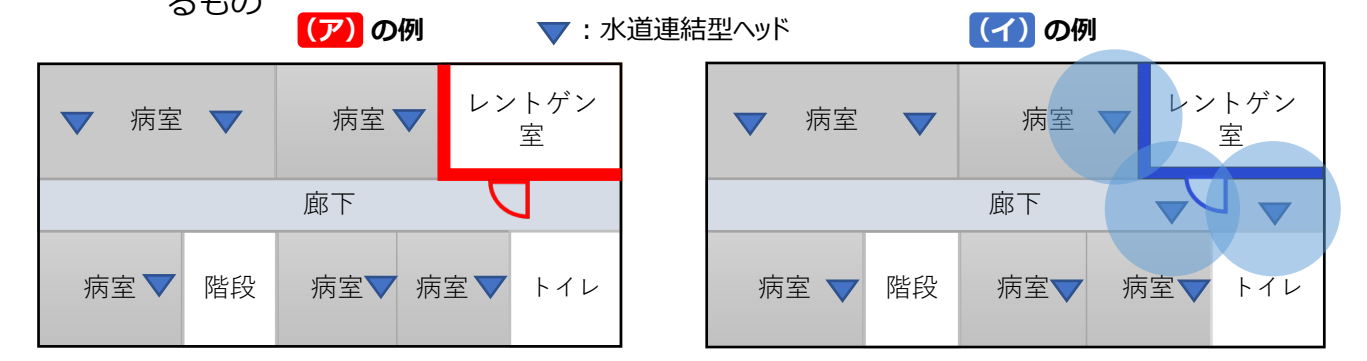 るもの
（ア）の例
▼：水道連結型ヘッド
（イ）の例
病室
病室
レントゲン
室
廊下
病室
階段
病室
病室
トイレ
病室
病室
レントゲン
室
廊下
病室
階段
病室
病室
トイレ